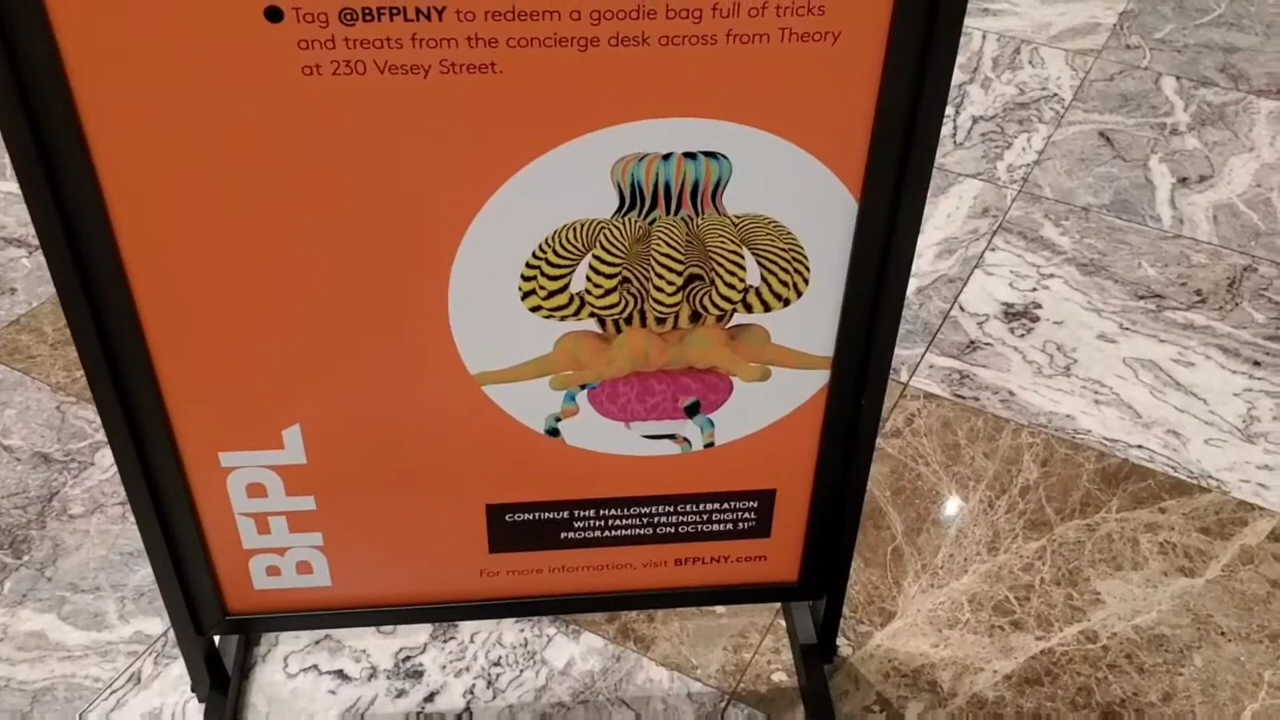 Tag @BFPLNY to redeem a goodie bag full of tricks
and treats from the concierge desk across from Theory
at 230 Vesey Street.
BFPL
CONTINUE THE HALLOWEEN CELEBRATION
WITH FAMILY-FRIENDLY DIGITAL
PROGRAMMING ON OCTOBER 31ST
For more information, visit BFPLNY.com